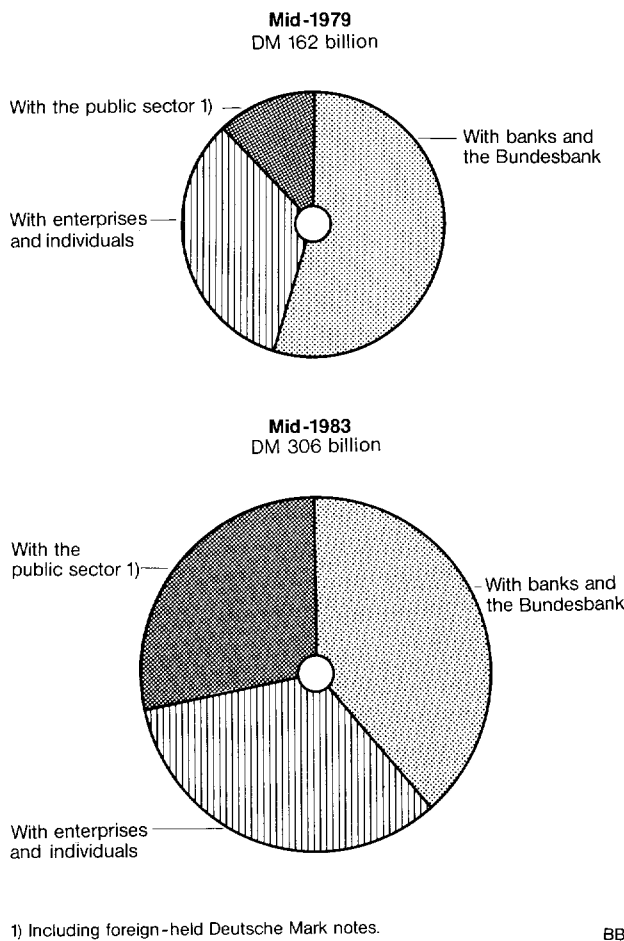 Mid-1979
DM 162 billion
With the public sector 1)
With banks and
the Bundesbank
With enterprises
and individuals
Mid-1983
DM 306 billion
With the
public sector 1)
With banks and
the Bundesbank
With enterprises
and individuals
1) Including foreign-held Deutsche Mark notes.
BB